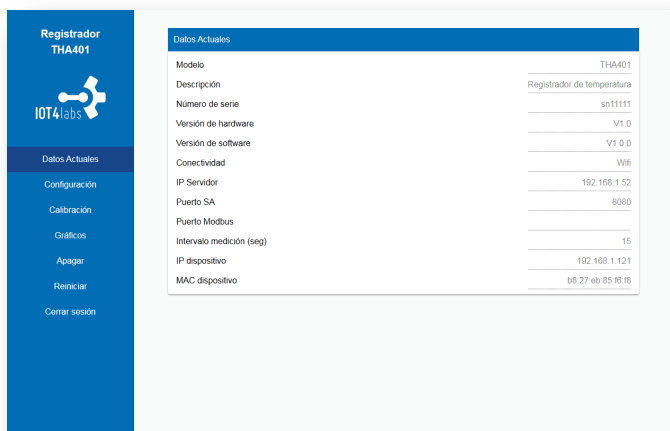 Registrador
THA401
IOT4labs
Datos Actuales
Configuración
Calibración
Gráficos
Apagar
Reiniciar
Cerrar sesión
Datos Actuales
Modelo THA401
Descripción Registrador de temperatura
Número de serie sn11111
Versión de hardware V1.0
Versión de software V1.0.0
Conectividad Wifi
IP Servidor 192.168.1.52
Puerto SA 8080
Puerto Modbus
Intervalo medición (seg) 15
IP dispositivo 192.168.1.121
MAC dispositivo b8:27:eb:85:f6:f8